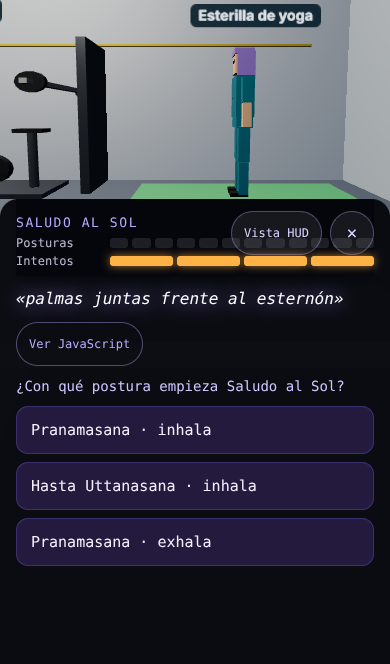 Esterilla de yoga
SALUDO AL SOL
Vista HUD
×
Posturas
Intentos
«palmas juntas frente al esternón»
Ver JavaScript
¿Con qué postura empieza Saludo al Sol?
Pranamasana · inhala
Hasta Uttanasana · inhala
Pranamasana · exhala